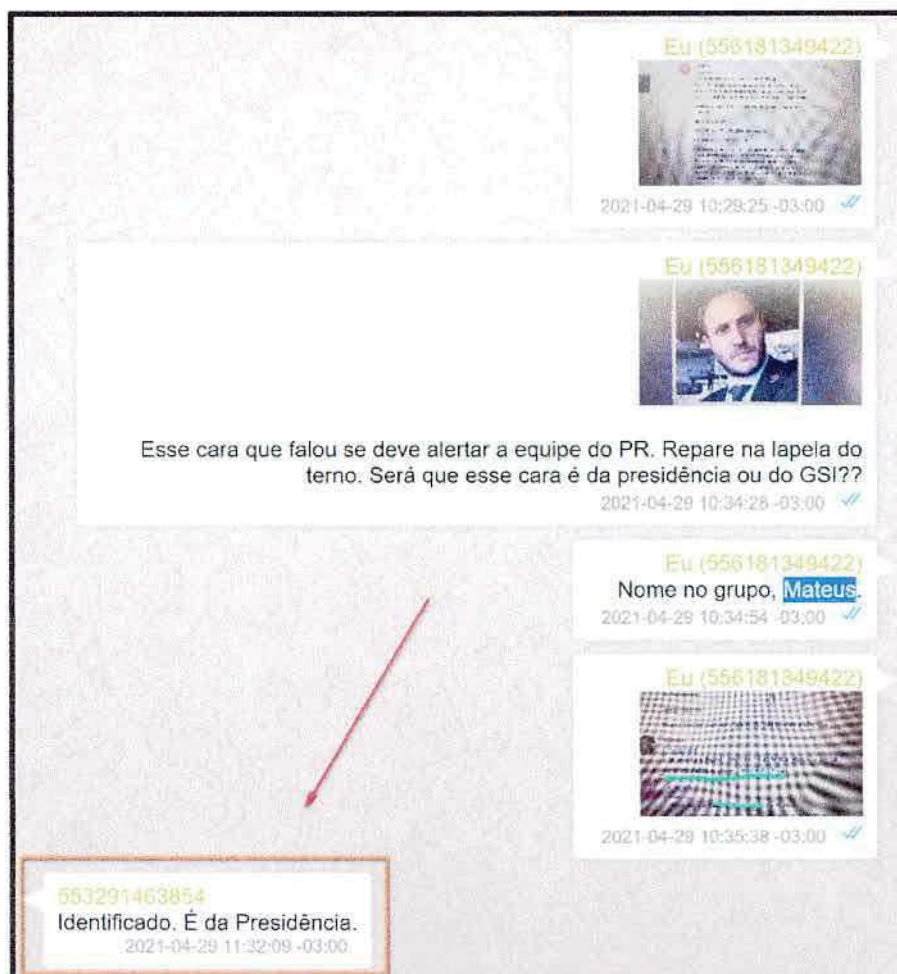 Eu (556181349422)
2021-04-29 10:29:25 -03:00
Eu (556181349422)
Esse cara que falou se deve alertar a equipe do PR. Repare na lapela do
terno. Será que esse cara é da presidência ou do GSI??
2021-04-29 10:34:28 -03:00
Eu (556181349422)
Nome no grupo, Mateus.
2021-04-29 10:34:54 -03:00
Eu (556181349422)
2021-04-29 10:35:38 -03:00
553291463854
Identificado. É da Presidência.
2021-04-29 11:32:09 -03:00